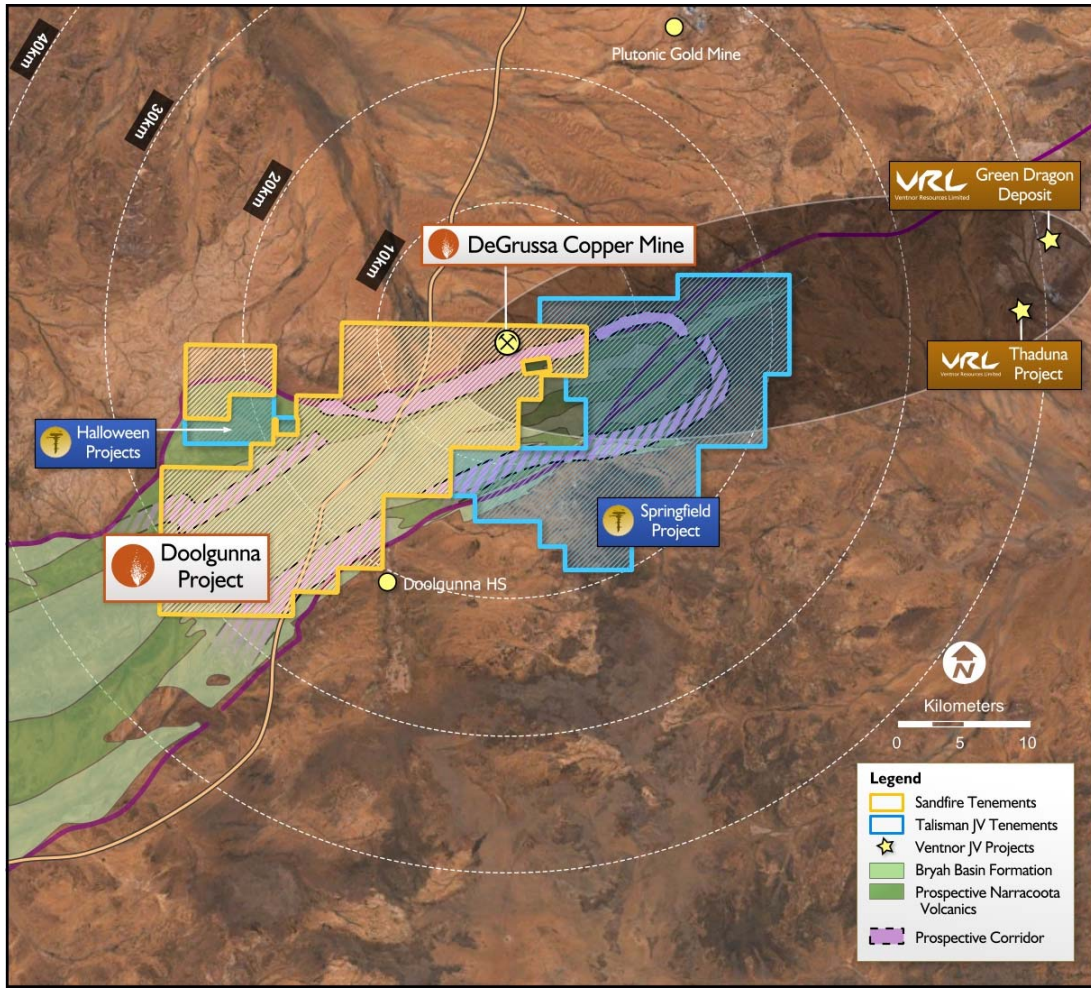 40km
30km
20km
10km
Plutonic Gold Mine
VRL
Ventnor Resources Limited
Green Dragon
Deposit
DeGrussa Copper Mine
VRL
Ventnor Resources Limited
Thaduna
Project
Halloween
Projects
Springfield
Project
Doolgunna
Project
Doolgunna HS
N
Kilometers
0 5 10
Legend
Sandfire Tenements
Talisman JV Tenements
Ventnor JV Projects
Bryah Basin Formation
Prospective Narracoota
Volcanics
Prospective Corridor